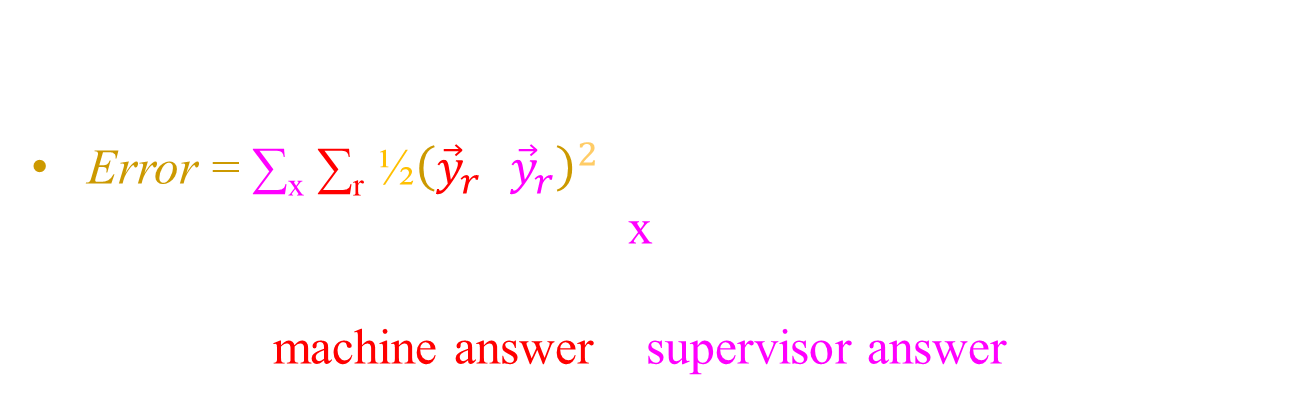 • Error = ∑x ∑r ½(y⃗r y⃗r)²
x
machine answer supervisor answer